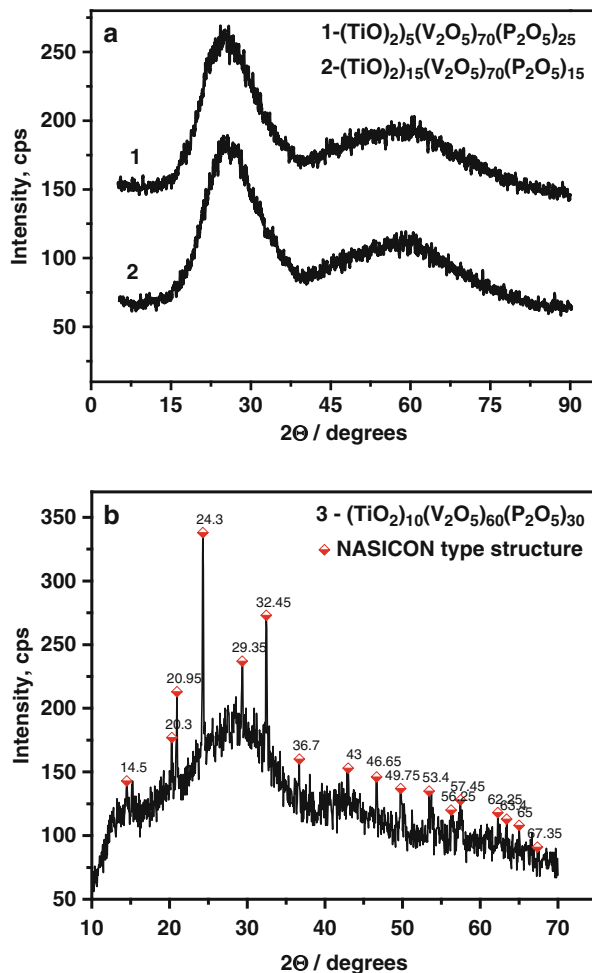 a
1-(TiO)₂)₅(V₂O₅)₇₀(P₂O₅)₂₅
2-(TiO)₂)₁₅(V₂O₅)₇₀(P₂O₅)₁₅
250
200
150
100
50
Intensity, cps
1
2
0 15 30 45 60 75 90
2Θ / degrees
b
3 - (TiO₂)₁₀(V₂O₅)₆₀(P₂O₅)₃₀
NASICON type structure
350
300
250
200
150
100
50
Intensity, cps
14.5
20.3
20.95
24.3
29.35
32.45
36.7
43
46.65
49.75
53.4
56.25
57.45
62.25
63.4
65
67.35
10 20 30 40 50 60 70
2Θ / degrees